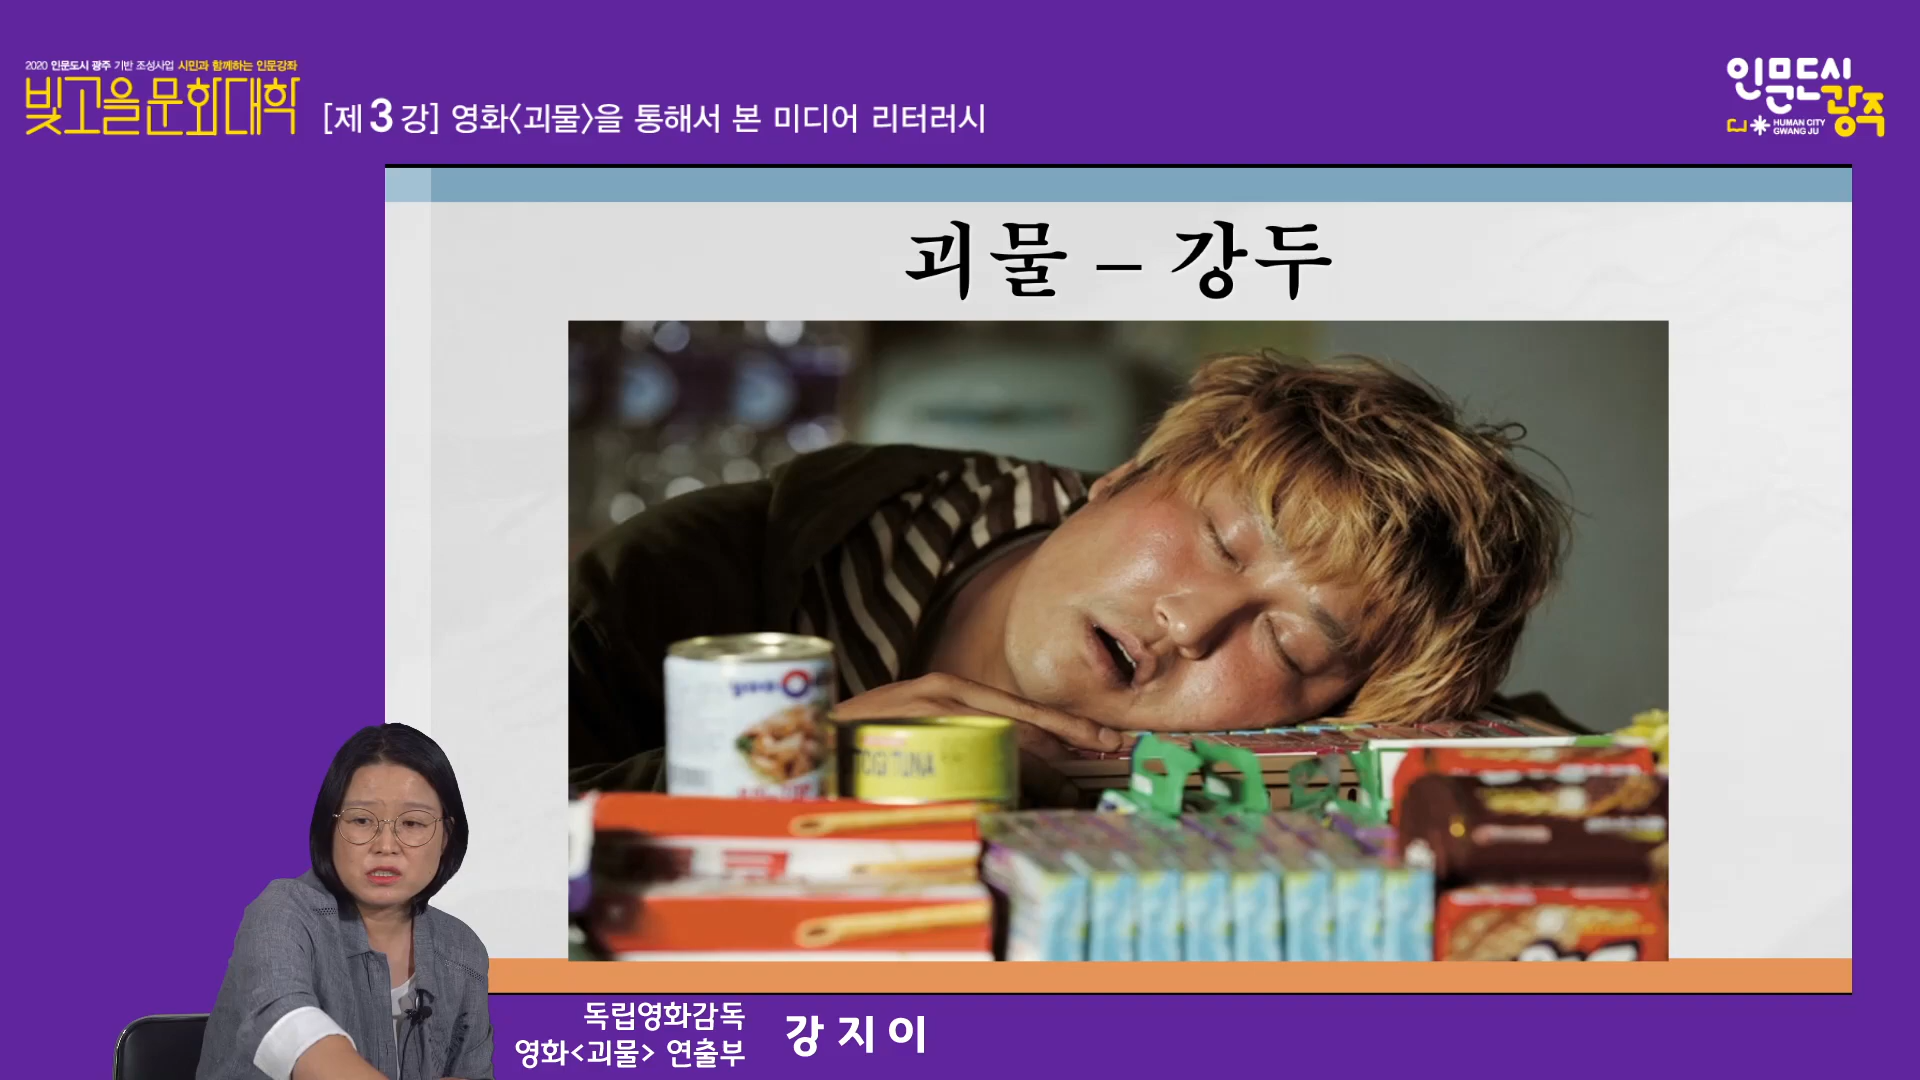 2020 인문도시 광주 기반 조성사업 시민과 함께하는 인문강좌
빛고을문화대학
[제3강] 영화<괴물>을 통해서 본 미디어 리터러시
인문도시
광주
HUMAN CITY
GWANG JU
괴물 – 강두
TUNA
독립영화감독
영화<괴물> 연출부
강지이